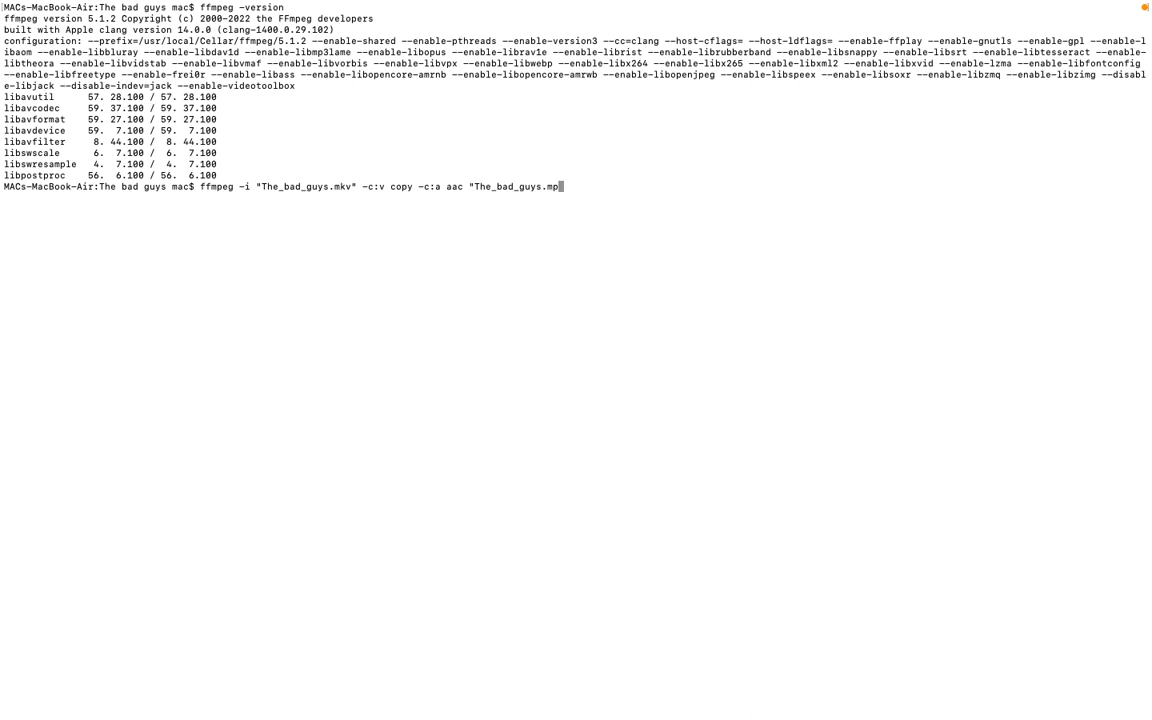 MACs-MacBook-Air:The bad guys mac$ ffmpeg -version
ffmpeg version 5.1.2 Copyright (c) 2000-2022 the FFmpeg developers
built with Apple clang version 14.0.0 (clang-1400.0.29.102)
configuration: --prefix=/usr/local/Cellar/ffmpeg/5.1.2 --enable-shared --enable-pthreads --enable-version3 --cc=clang --host-cflags= --host-ldflags= --enable-ffplay --enable-gnutls --enable-gpl --enable-l
ibaom --enable-libbluray --enable-libdav1d --enable-libmp3lame --enable-libopus --enable-librav1e --enable-librist --enable-librubberband --enable-libsnappy --enable-libsrt --enable-libtesseract --enable-
libtheora --enable-libvidstab --enable-libvmaf --enable-libvorbis --enable-libvpx --enable-libwebp --enable-libx264 --enable-libx265 --enable-libxml2 --enable-libxvid --enable-lzma --enable-libfontconfig
--enable-libfreetype --enable-frei0r --enable-libass --enable-libopencore-amrnb --enable-libopencore-amrwb --enable-libopenjpeg --enable-libspeex --enable-libsoxr --enable-libzmq --enable-libzimg --disabl
e-libjack --disable-indev=jack --enable-videotoolbox
libavutil      57. 28.100 / 57. 28.100
libavcodec     59. 37.100 / 59. 37.100
libavformat    59. 27.100 / 59. 27.100
libavdevice    59.  7.100 / 59.  7.100
libavfilter     8. 44.100 /  8. 44.100
libswscale      6.  7.100 /  6.  7.100
libswresample   4.  7.100 /  4.  7.100
libpostproc    56.  6.100 / 56.  6.100
MACs-MacBook-Air:The bad guys mac$ ffmpeg -i "The_bad_guys.mkv" -c:v copy -c:a aac "The_bad_guys.mp